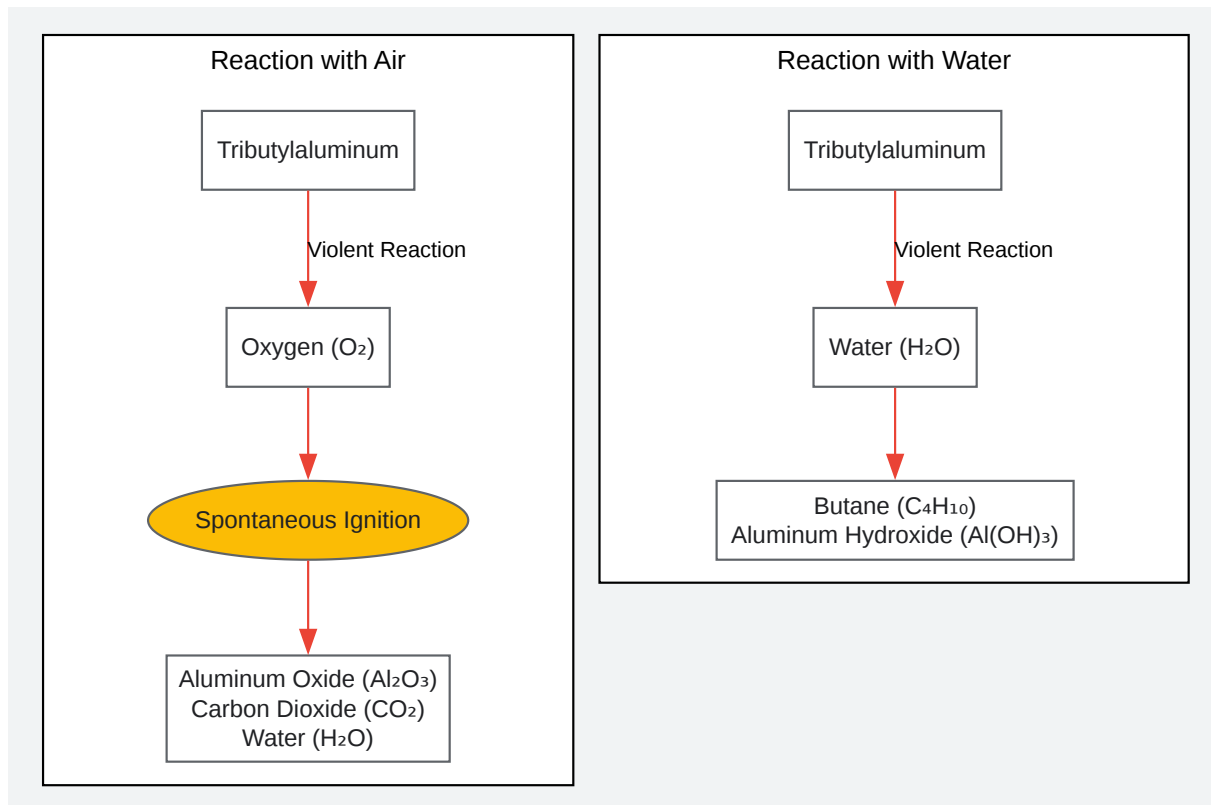 Reaction with Air
Tributylaluminum
Violent Reaction
Oxygen (O₂)
Spontaneous Ignition
Aluminum Oxide (Al₂O₃)
Carbon Dioxide (CO₂)
Water (H₂O)
Reaction with Water
Tributylaluminum
Violent Reaction
Water (H₂O)
Butane (C₄H₁₀)
Aluminum Hydroxide (Al(OH)₃)